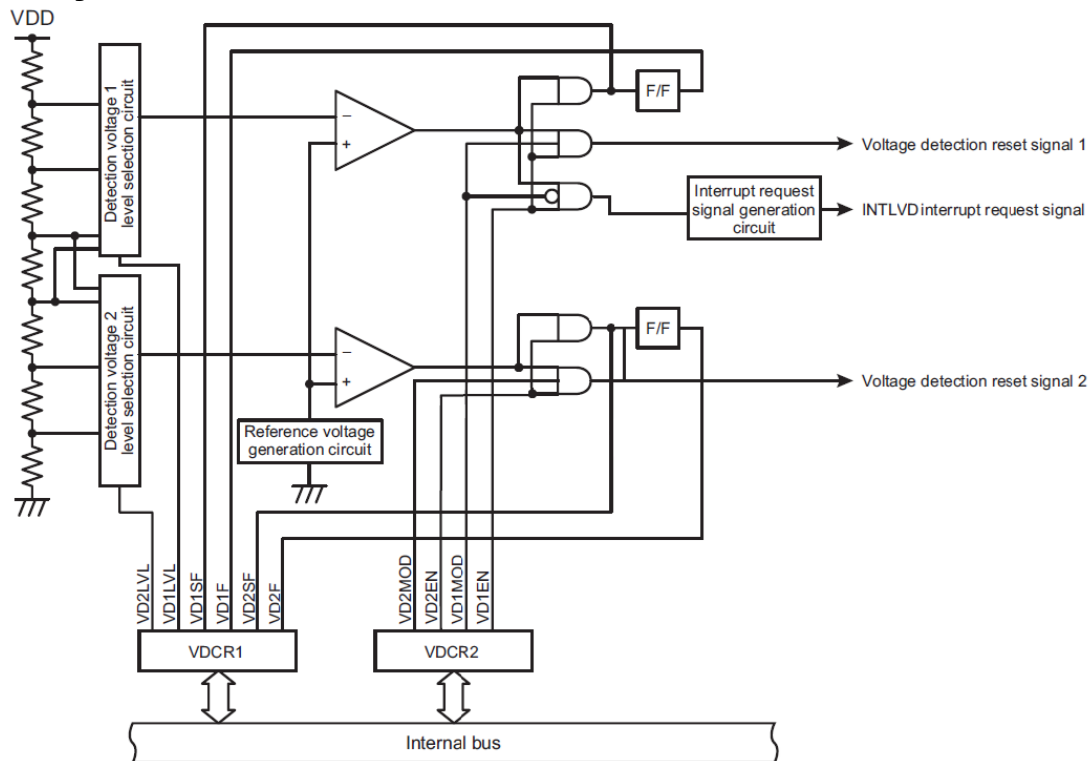 VDD
Detection voltage 1
level selection circuit
Detection voltage 2
level selection circuit
−
+
−
+
Reference voltage
generation circuit
F/F
Voltage detection reset signal 1
Interrupt request
signal generation
circuit
INTLVD interrupt request signal
F/F
Voltage detection reset signal 2
VD2LVL
VD1LVL
VD1SF
VD1F
VD2SF
VD2F
VD2MOD
VD2EN
VD1MOD
VD1EN
VDCR1
VDCR2
Internal bus